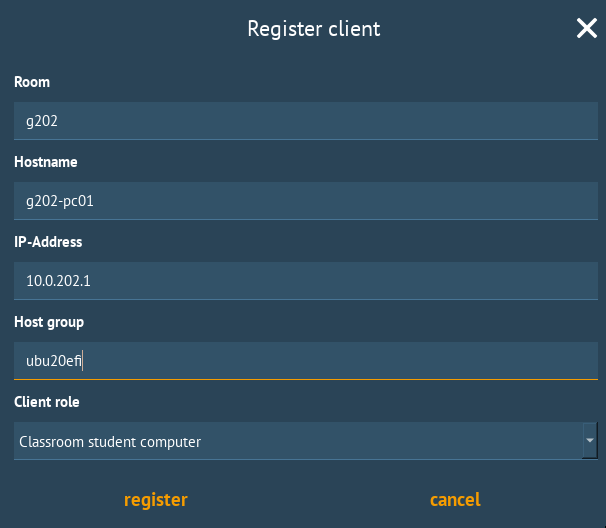 Register client
Room
g202
Hostname
g202-pc01
IP-Address
10.0.202.1
Host group
ubu20efi
Client role
Classroom student computer
register cancel